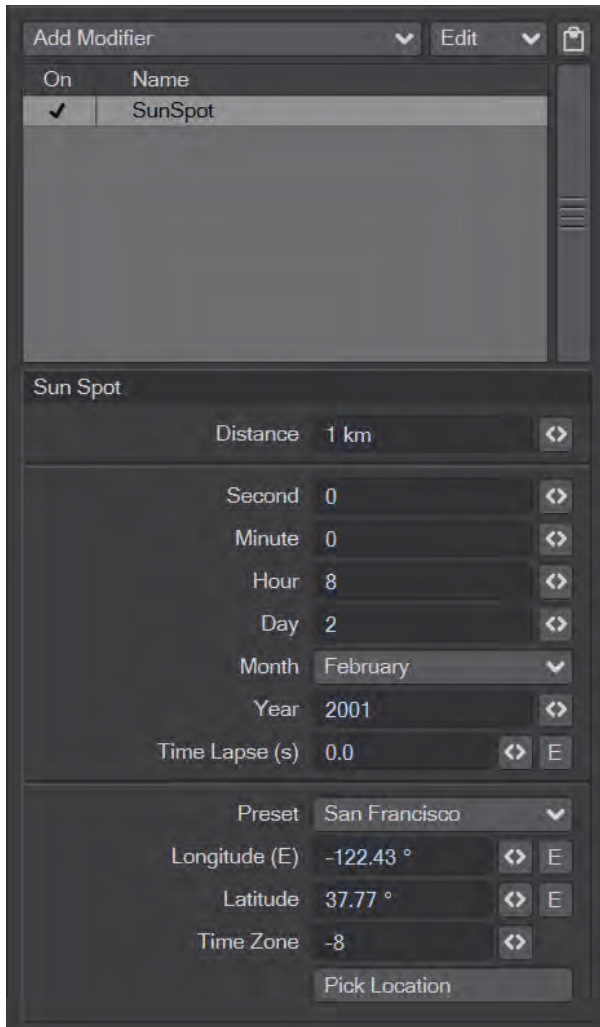 Add Modifier Edit
On Name
SunSpot
Sun Spot
Distance 1 km
Second 0
Minute 0
Hour 8
Day 2
Month February
Year 2001
Time Lapse (s) 0.0 E
Preset San Francisco
Longitude (E) -122.43 ° E
Latitude 37.77 ° E
Time Zone -8
Pick Location